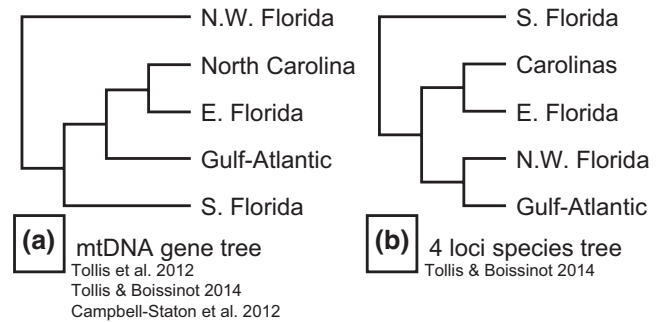 N.W. Florida
North Carolina
E. Florida
Gulf-Atlantic
S. Florida
(a) mtDNA gene tree
Tollis et al. 2012
Tollis & Boissinot 2014
Campbell-Staton et al. 2012
S. Florida
Carolinas
E. Florida
N.W. Florida
Gulf-Atlantic
(b) 4 loci species tree
Tollis & Boissinot 2014